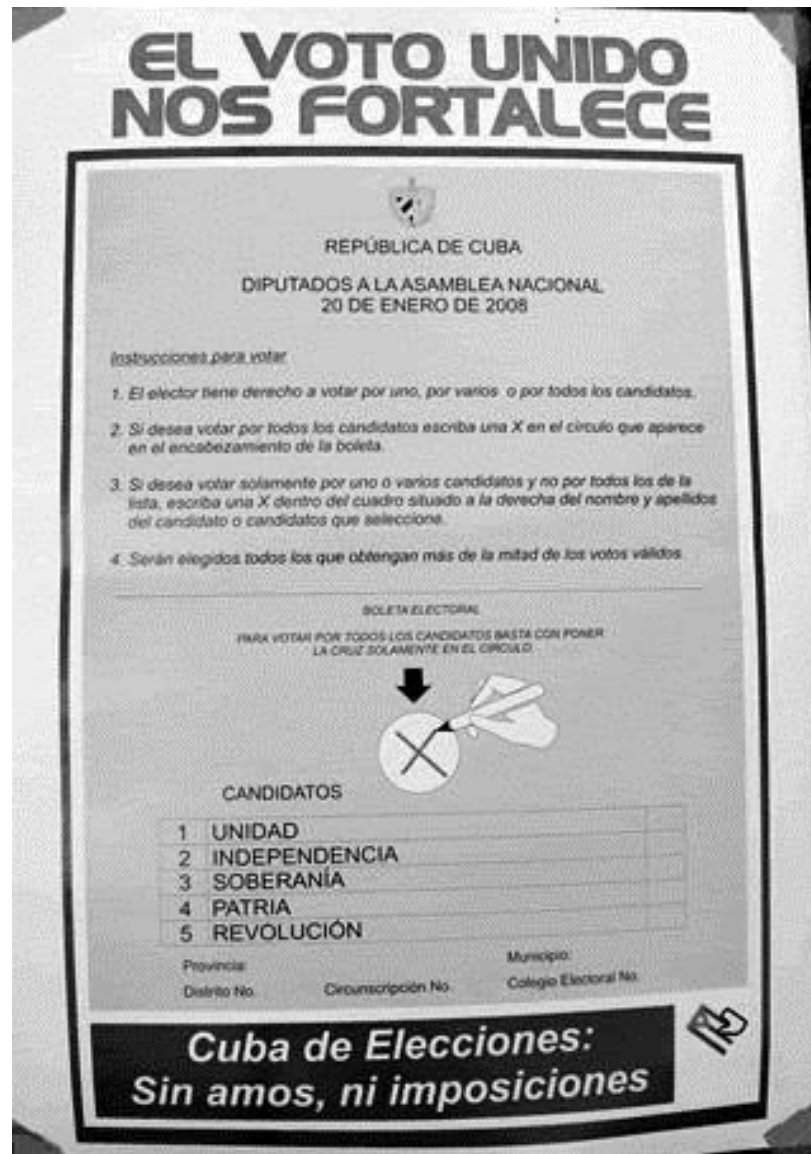 EL VOTO UNIDO
NOS FORTALECE
REPÚBLICA DE CUBA
DIPUTADOS A LA ASAMBLEA NACIONAL
20 DE ENERO DE 2008
Instrucciones para votar
1. El elector tiene derecho a votar por uno, por varios o por todos los candidatos.
2. Si desea votar por todos los candidatos escriba una X en el círculo que aparece
en el encabezamiento de la boleta.
3. Si desea votar solamente por uno o varios candidatos y no por todos los de la
lista, escriba una X dentro del cuadro situado a la derecha del nombre y apellidos
del candidato o candidatos que seleccione.
4. Serán elegidos todos los que obtengan más de la mitad de los votos válidos.
BOLETA ELECTORAL
PARA VOTAR POR TODOS LOS CANDIDATOS BASTA CON PONER
LA CRUZ SOLAMENTE EN EL CIRCULO
CANDIDATOS
1 UNIDAD
2 INDEPENDENCIA
3 SOBERANÍA
4 PATRIA
5 REVOLUCIÓN
Provincia: Municipio:
Distrito No. Circunscripción No. Colegio Electoral No.
Cuba de Elecciones:
Sin amos, ni imposiciones